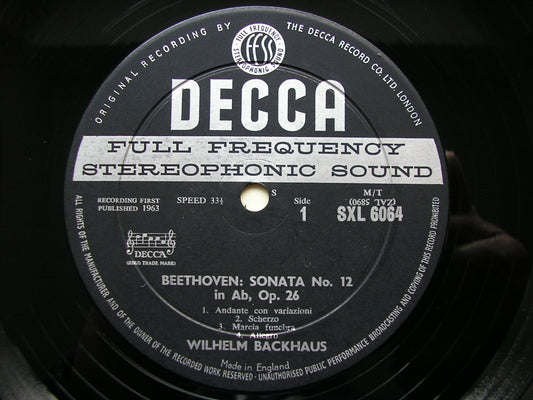 ORIGINAL RECORDING BY THE DECCA RECORD CO. LTD. LONDON
FULL FREQUENCY
FFSS
STEREOPHONIC SOUND
DECCA
FULL FREQUENCY
STEREOPHONIC SOUND
RECORDING FIRST
PUBLISHED 1963
SPEED 33⅓
S
Side
1
M/T
(0685 TVZ)
SXL 6064
DECCA
(REGD. TRADE MARK)
BEETHOVEN: SONATA No. 12
in Ab, Op. 26
1. Andante con variazioni
2. Scherzo
3. Marcia funebra
4. Allegro
WILHELM BACKHAUS
Made in England
ALL RIGHTS OF THE MANUFACTURER AND OF THE OWNER OF THE RECORDED WORK RESERVED · UNAUTHORISED PUBLIC PERFORMANCE BROADCASTING AND COPYING OF THIS RECORD PROHIBITED